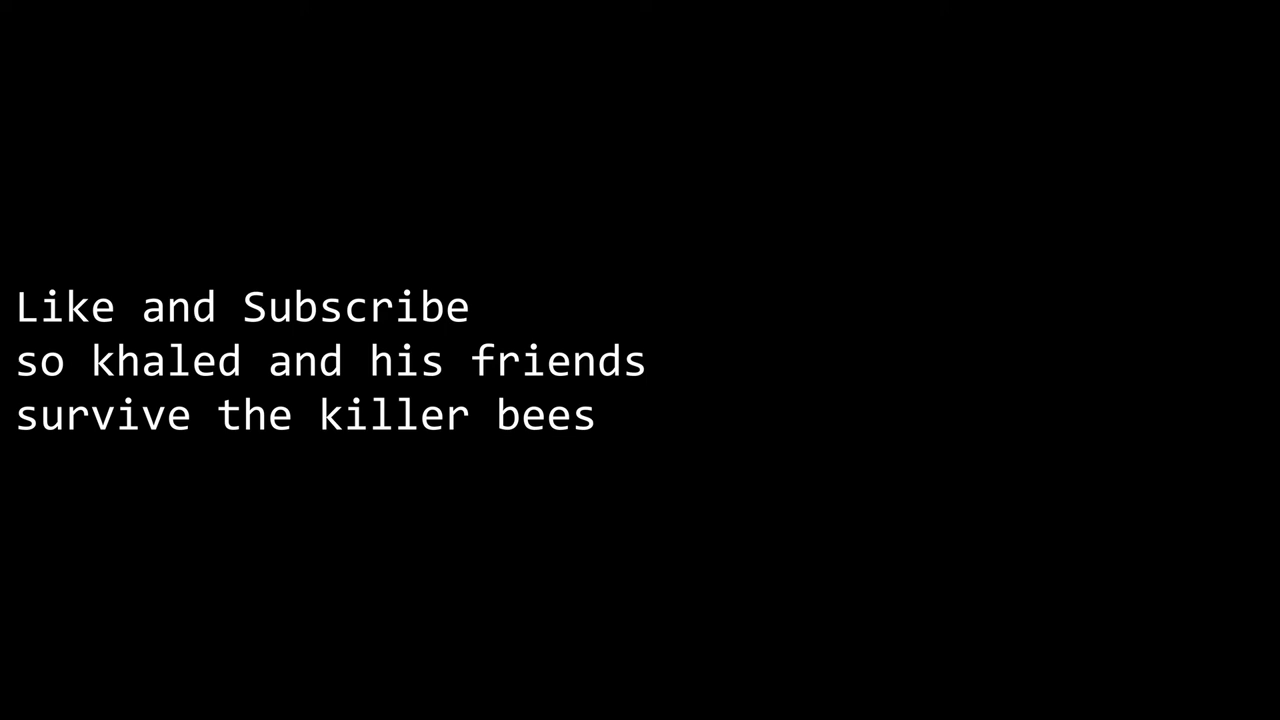 Like and Subscribe
so khaled and his friends
survive the killer bees